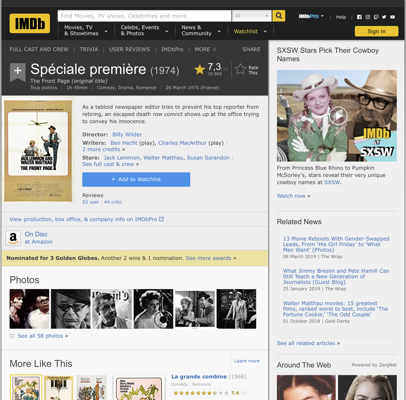 IMDb
Find Movies, TV shows, Celebrities and more...
All
IMDbPro
Help
Movies, TV
& Showtimes
Celebs, Events
& Photos
News &
Community
Watchlist
Sign in
FULL CAST AND CREW | TRIVIA | USER REVIEWS | IMDbPro | MORE
SHARE
Spéciale première (1974)
The Front Page (original title)
Tous publics | 1h 45min | Comedy, Drama, Romance | 26 March 1975 (France)
7,3
Rate
This
As a tabloid newspaper editor tries to prevent his top reporter from
retiring, an escaped death row convict shows up at the office trying
to convey his innocence.
Director: Billy Wilder
Writers: Ben Hecht (play), Charles MacArthur (play) |
2 more credits »
Stars: Jack Lemmon, Walter Matthau, Susan Sarandon |
See full cast & crew »
+ Add to Watchlist
Reviews
53 user | 44 critic
View production, box office, & company info on IMDbPro
On Disc
at Amazon
Nominated for 3 Golden Globes. Another 2 wins & 1 nomination. See more awards »
Photos
See all 58 photos »
More Like This
Learn more
La grande combine (1966)
Comedy | Romance
7,4
SXSW Stars Pick Their Cowboy
Names
IMDb
AT
SXSW
From Princess Blue Rhino to Pumpkin
McSorley's, stars reveal their very unique
cowboy names at SXSW.
Watch now »
Related News
13 Movie Reboots With Gender-Swapped
Leads, From 'His Girl Friday' to 'What
Men Want' (Photos)
08 March 2019 | The Wrap
What Jimmy Breslin and Pete Hamill Can
Still Teach a New Generation of
Journalists (Guest Blog)
25 January 2019 | The Wrap
Walter Matthau movies: 15 greatest
films, ranked worst to best, include 'The
Fortune Cookie,' 'The Odd Couple'
01 October 2018 | Gold Derby
See all related articles »
Around The Web
Powered by ZergNet
JACK LEMMON AND
WALTER MATTHAU
THE FRONT PAGE